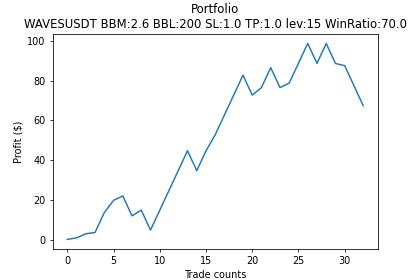 Portfolio
WAVESUSDT BBM:2.6 BBL:200 SL:1.0 TP:1.0 lev:15 WinRatio:70.0
100
80
60
40
20
0
Profit ($)
0 5 10 15 20 25 30
Trade counts